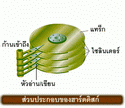 แทร็ก
ก้านเข้าถึง
ไซลินเดอร์
หัวอ่าน/เขียน
ส่วนประกอบของฮาร์ดดิสก์